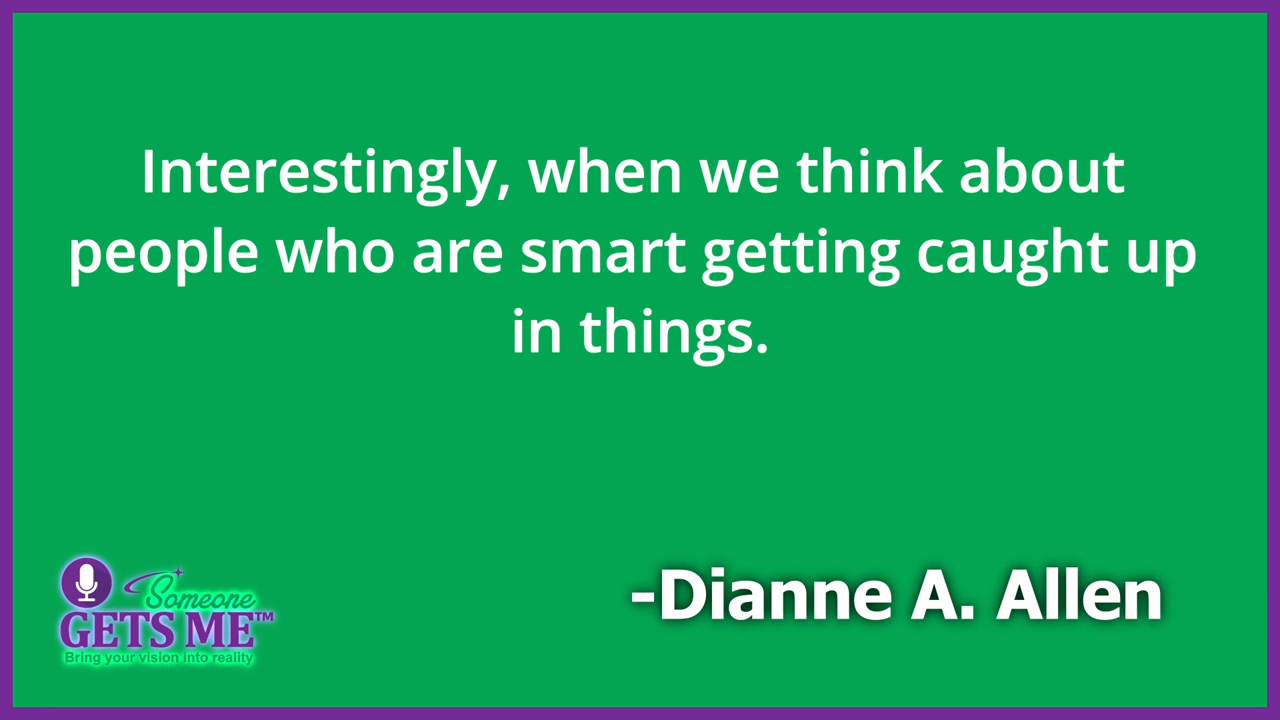 Interestingly, when we think about
people who are smart getting caught up
in things.
-Dianne A. Allen
Someone
GETS ME™
Bring your vision into reality